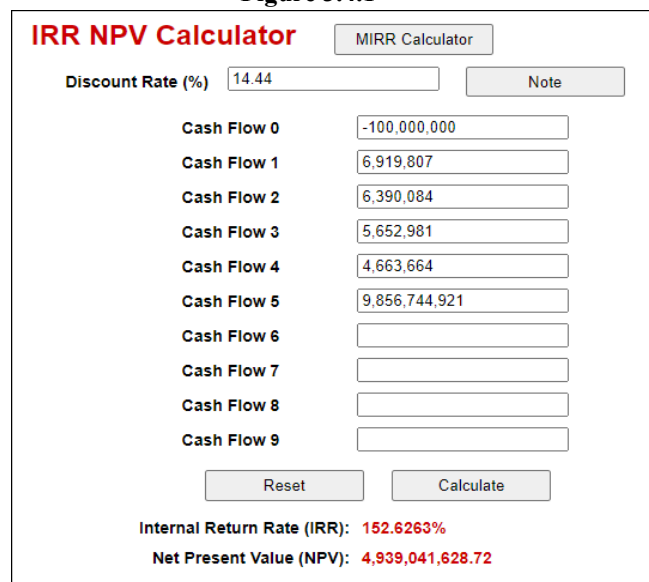 IRR NPV Calculator MIRR Calculator
Discount Rate (%) 14.44 Note
Cash Flow 0 -100,000,000
Cash Flow 1 6,919,807
Cash Flow 2 6,390,084
Cash Flow 3 5,652,981
Cash Flow 4 4,663,664
Cash Flow 5 9,856,744,921
Cash Flow 6
Cash Flow 7
Cash Flow 8
Cash Flow 9
Reset Calculate
Internal Return Rate (IRR): 152.6263%
Net Present Value (NPV): 4,939,041,628.72